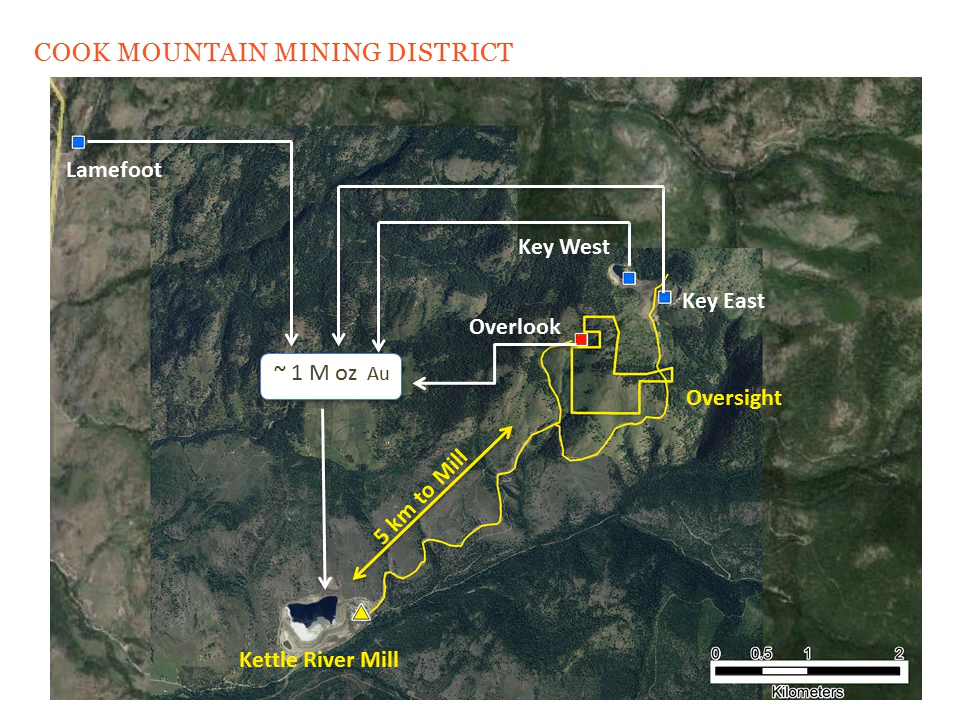 COOK MOUNTAIN MINING DISTRICT
Lamefoot
Key West
Key East
Overlook
~ 1 M oz Au
Oversight
5 km to Mill
Kettle River Mill
0 0.5 1 2
Kilometers